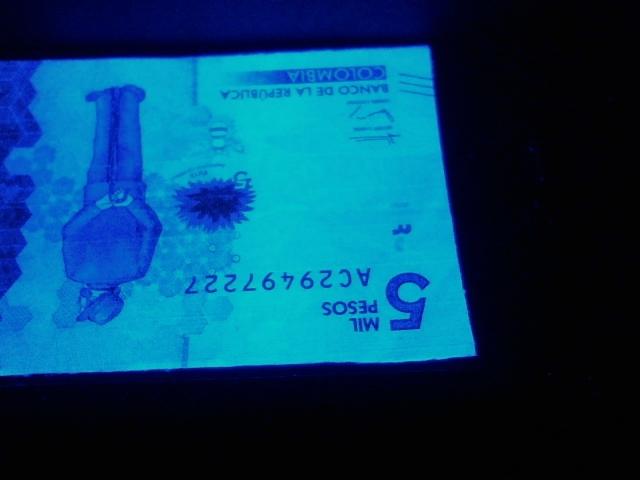 5 MIL
PESOS
AC29497227
5
BANCO DE LA REPÚBLICA
COLOMBIA